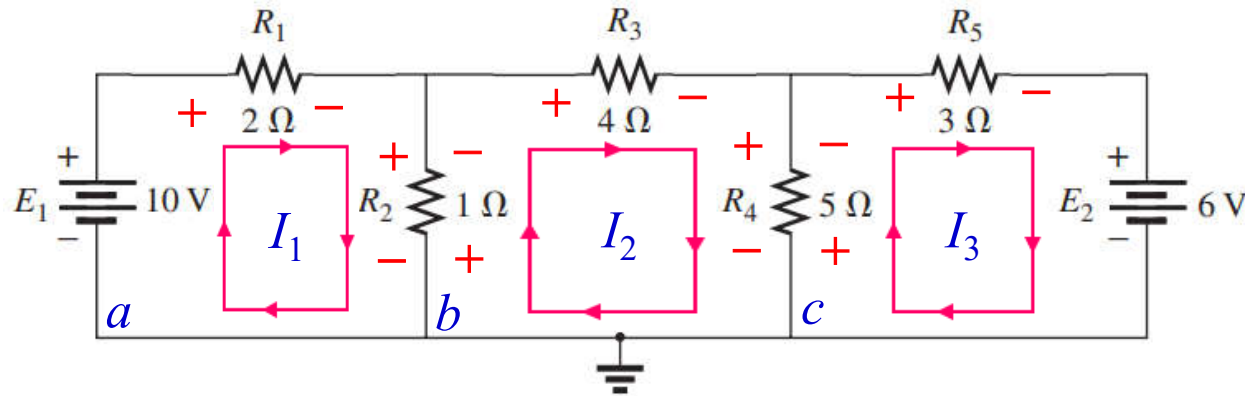 R1 R3 R5
+ − + − + −
2 Ω 4 Ω 3 Ω
+ + − + − +
E1 10 V R2 1 Ω R4 5 Ω E2 6 V
I1 I2 I3
− − + − + −
a b c